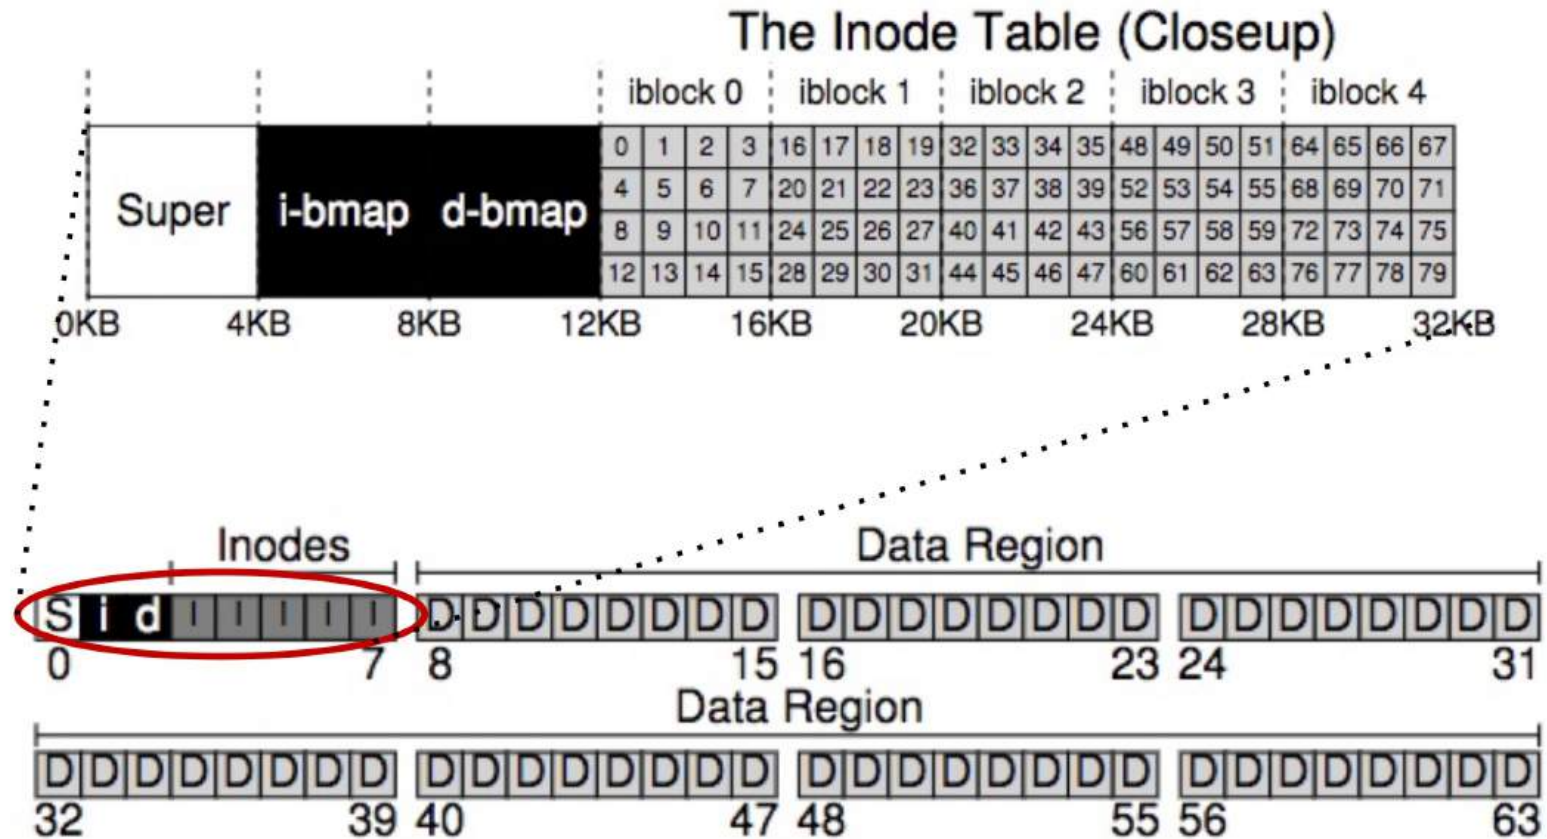 The Inode Table (Closeup)
iblock 0 iblock 1 iblock 2 iblock 3 iblock 4
0 1 2 3 16 17 18 19 32 33 34 35 48 49 50 51 64 65 66 67
Super i-bmap d-bmap 4 5 6 7 20 21 22 23 36 37 38 39 52 53 54 55 68 69 70 71
8 9 10 11 24 25 26 27 40 41 42 43 56 57 58 59 72 73 74 75
12 13 14 15 28 29 30 31 44 45 46 47 60 61 62 63 76 77 78 79
0KB 4KB 8KB 12KB 16KB 20KB 24KB 28KB 32KB
Inodes Data Region
S i d I I I I I D D D D D D D D D D D D D D D D D D D D D D D D
0 7 8 15 16 23 24 31
Data Region
D D D D D D D D D D D D D D D D D D D D D D D D D D D D D D D D
32 39 40 47 48 55 56 63